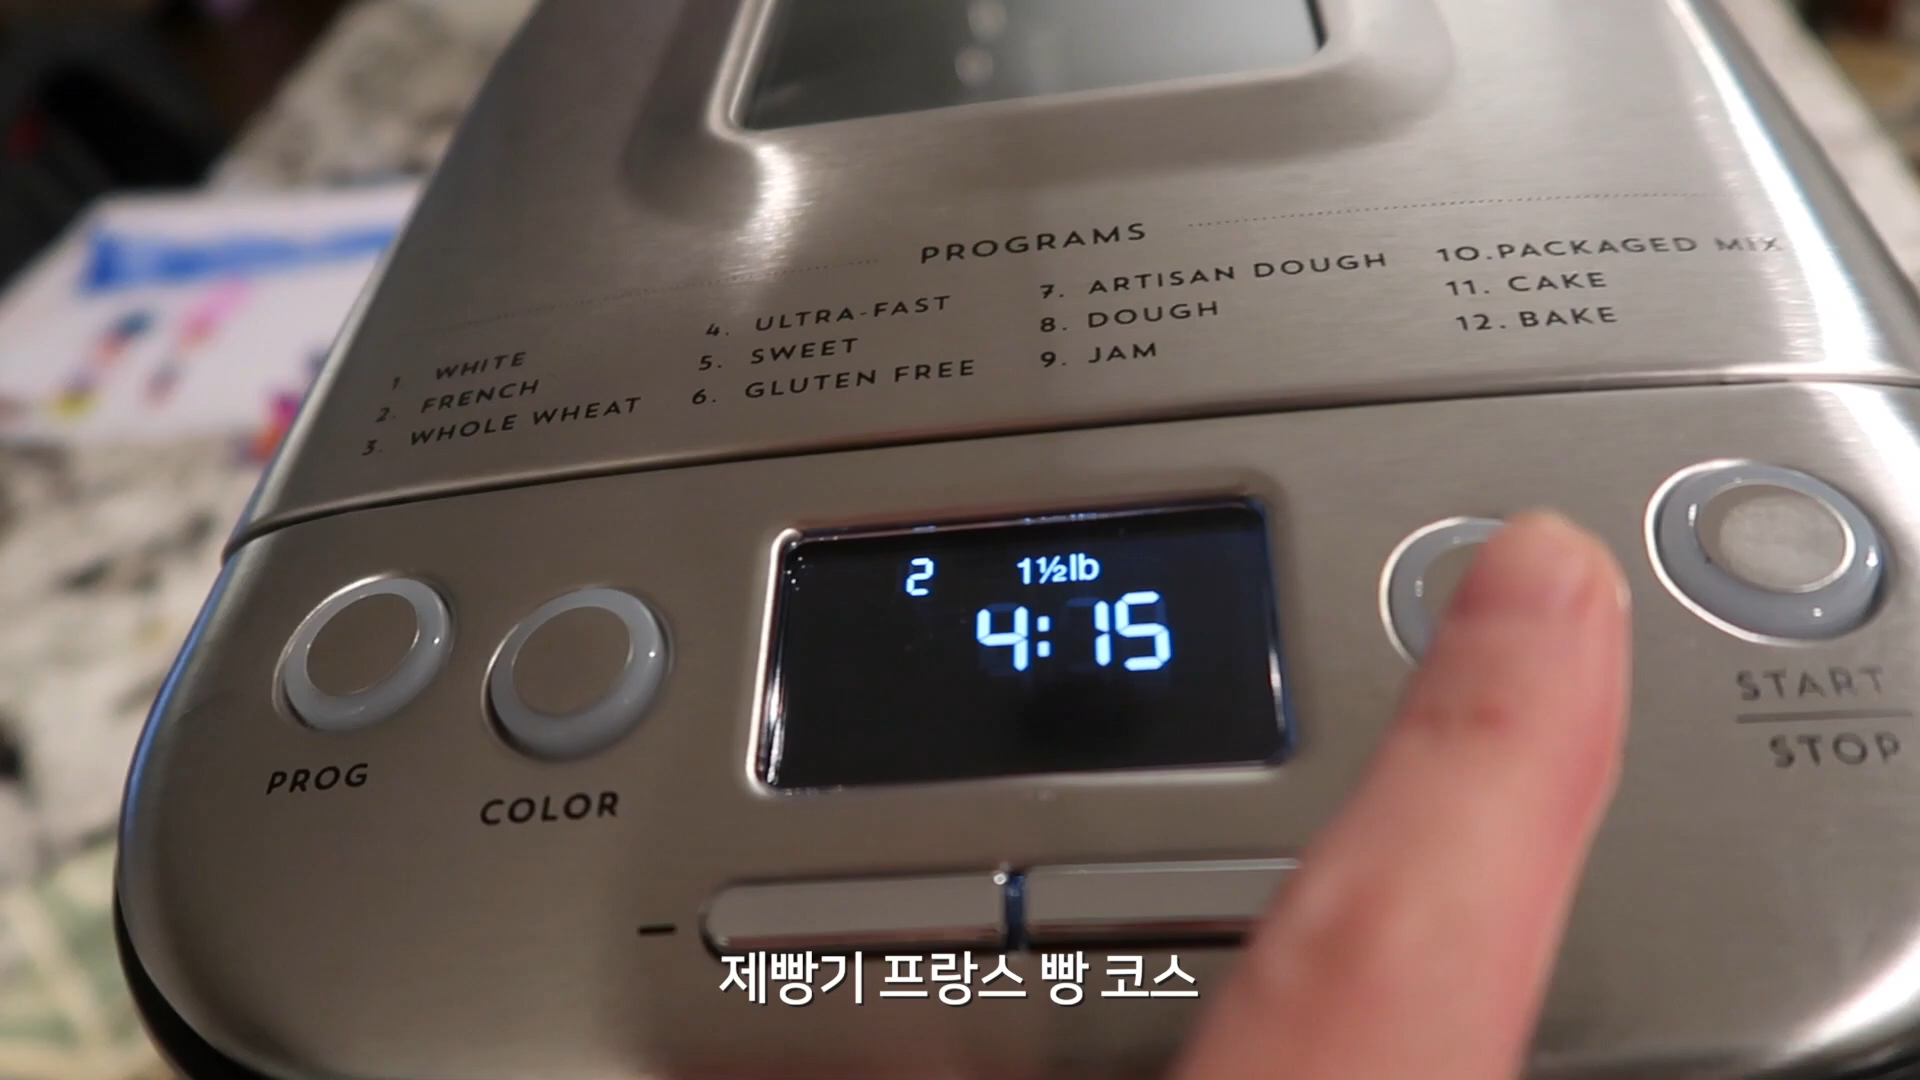 PROGRAMS
1 WHITE
2. FRENCH
3. WHOLE WHEAT
4. ULTRA-FAST
5. SWEET
6. GLUTEN FREE
7. ARTISAN DOUGH
8. DOUGH
9. JAM
10. PACKAGED MIX
11. CAKE
12. BAKE
2 1½lb
4:15
PROG
COLOR
START
STOP
−
제빵기 프랑스 빵 코스